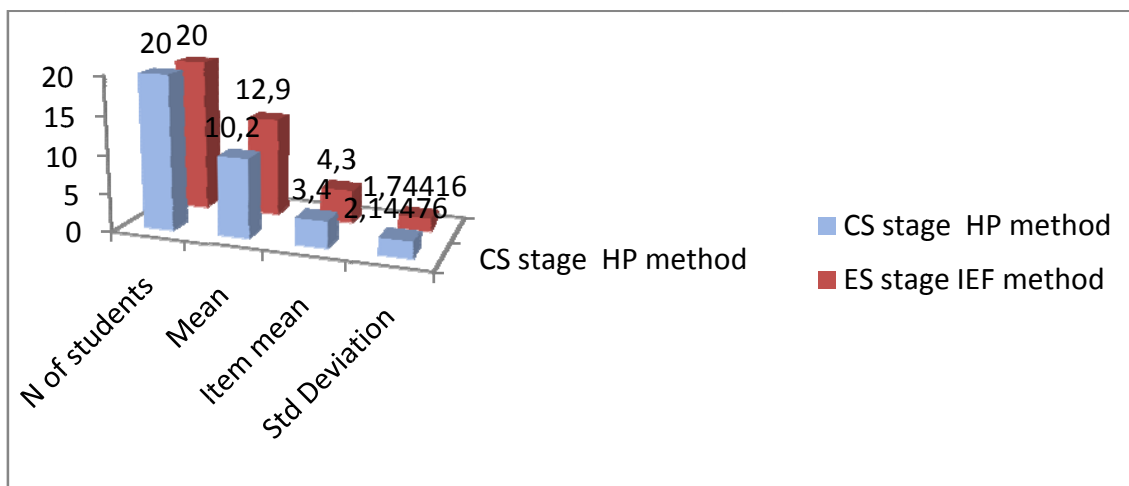 20 20
12,9
10,2
4,3
3,4
1,74416
2,14476
20
15
10
5
0
N of students
Mean
Item mean
Std Deviation
CS stage  HP method
CS stage  HP method
ES stage IEF method